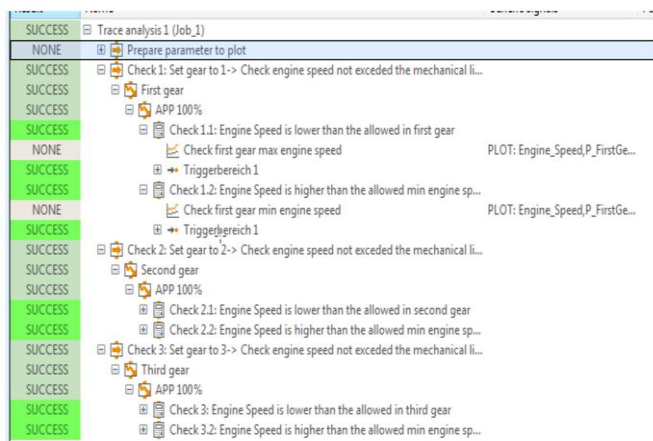 SUCCESS Trace analysis 1 (Job_1)
NONE Prepare parameter to plot
SUCCESS Check 1: Set gear to 1-> Check engine speed not exceded the mechanical li...
SUCCESS First gear
SUCCESS APP 100%
SUCCESS Check 1.1: Engine Speed is lower than the allowed in first gear
NONE Check first gear max engine speed PLOT: Engine_Speed,P_FirstGe...
SUCCESS Triggerbereich 1
SUCCESS Check 1.2: Engine Speed is higher than the allowed min engine sp...
NONE Check first gear min engine speed PLOT: Engine_Speed,P_FirstGe...
SUCCESS Triggerbereich 1
SUCCESS Check 2: Set gear to 2-> Check engine speed not exceded the mechanical li...
SUCCESS Second gear
SUCCESS APP 100%
SUCCESS Check 2.1: Engine Speed is lower than the allowed in second gear
SUCCESS Check 2.2: Engine Speed is higher than the allowed min engine sp...
SUCCESS Check 3: Set gear to 3-> Check engine speed not exceded the mechanical li...
SUCCESS Third gear
SUCCESS APP 100%
SUCCESS Check 3: Engine Speed is lower than the allowed in third gear
SUCCESS Check 3.2: Engine Speed is higher than the allowed min engine sp...